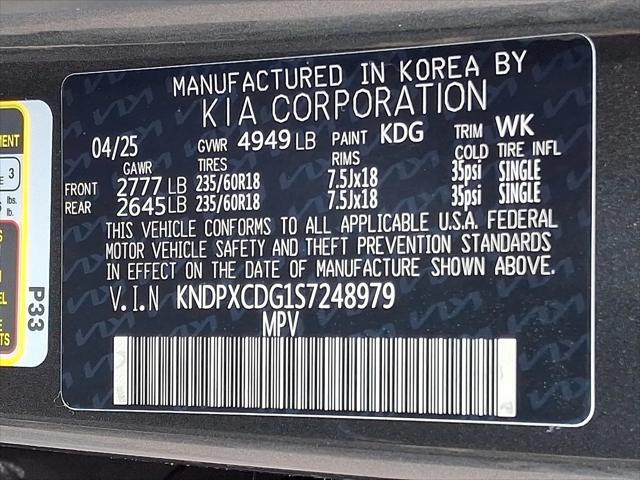 MANUFACTURED IN KOREA BY
KIA CORPORATION
04/25 GVWR 4949 LB PAINT KDG TRIM WK
GAWR TIRES RIMS COLD TIRE INFL
FRONT 2777 LB 235/60R18 7.5Jx18 35psi SINGLE
REAR 2645 LB 235/60R18 7.5Jx18 35psi SINGLE
THIS VEHICLE CONFORMS TO ALL APPLICABLE U.S.A. FEDERAL
MOTOR VEHICLE SAFETY AND THEFT PREVENTION STANDARDS
IN EFFECT ON THE DATE OF MANUFACTURE SHOWN ABOVE.
V.I.N KNDPXCDG1S7248979
MPV
3
lbs.
lb.
P33